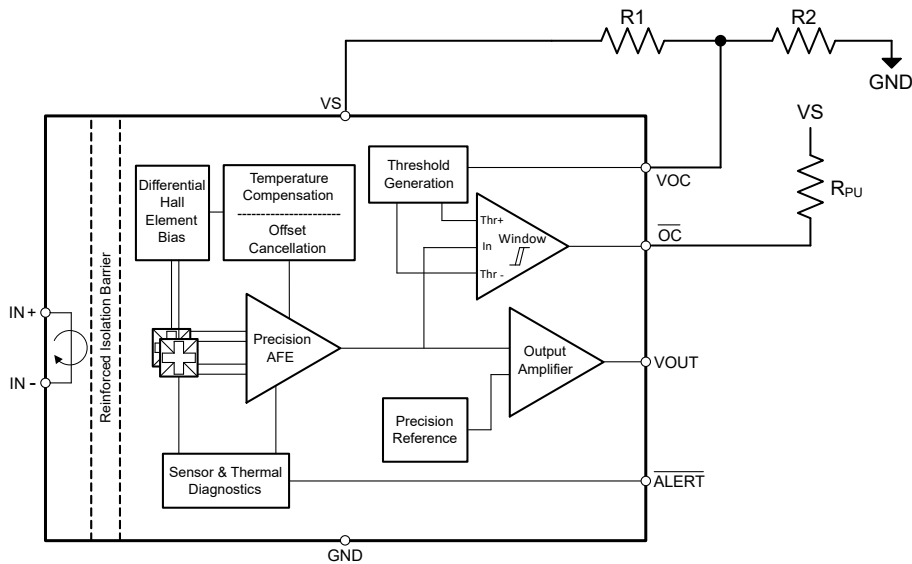 R1
R2
GND
VS
VS
RPU
Differential
Hall
Element
Bias
Temperature
Compensation
Offset
Cancellation
Threshold
Generation
VOC
Thr+
In
Window
Thr -
OC
Reinforced Isolation Barrier
IN +
IN -
Precision
AFE
Output
Amplifier
VOUT
Precision
Reference
Sensor & Thermal
Diagnostics
ALERT
GND